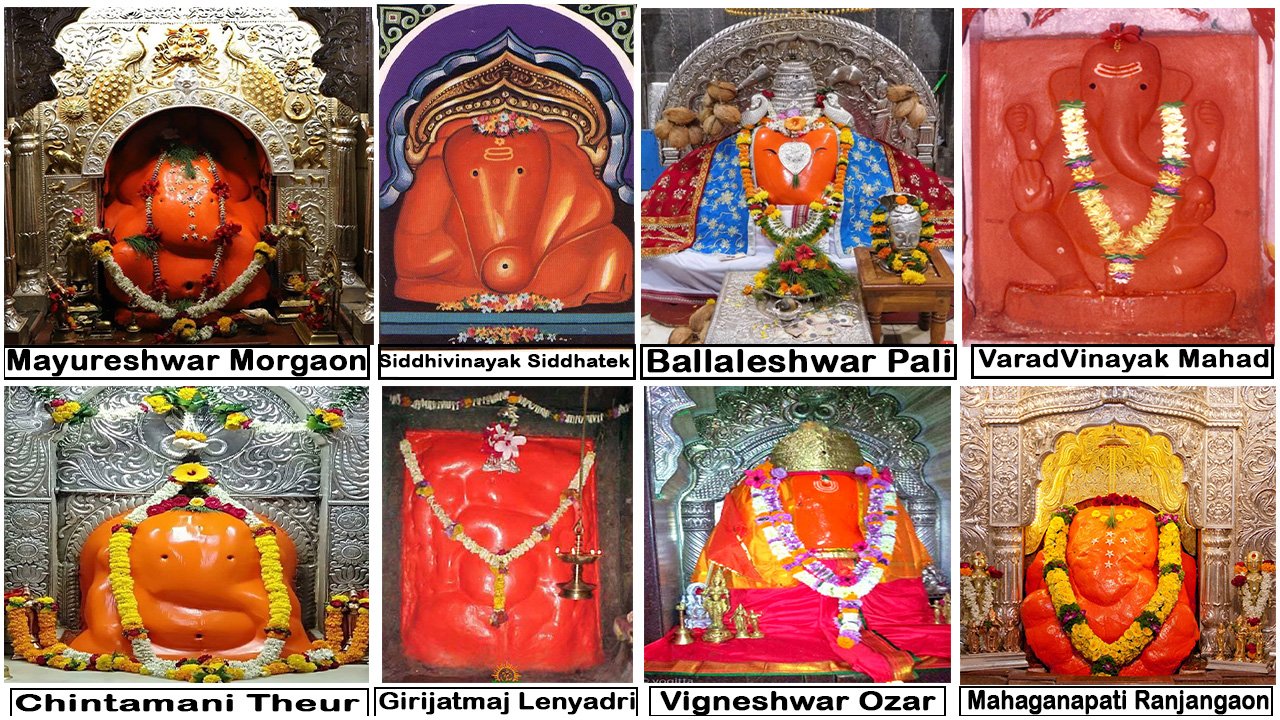 Mayureshwar Morgaon
Siddhivinayak Siddhatek
Ballaleshwar Pali
VaradVinayak Mahad
Chintamani Theur
Girijatmaj Lenyadri
Vigneshwar Ozar
Mahaganapati Ranjangaon